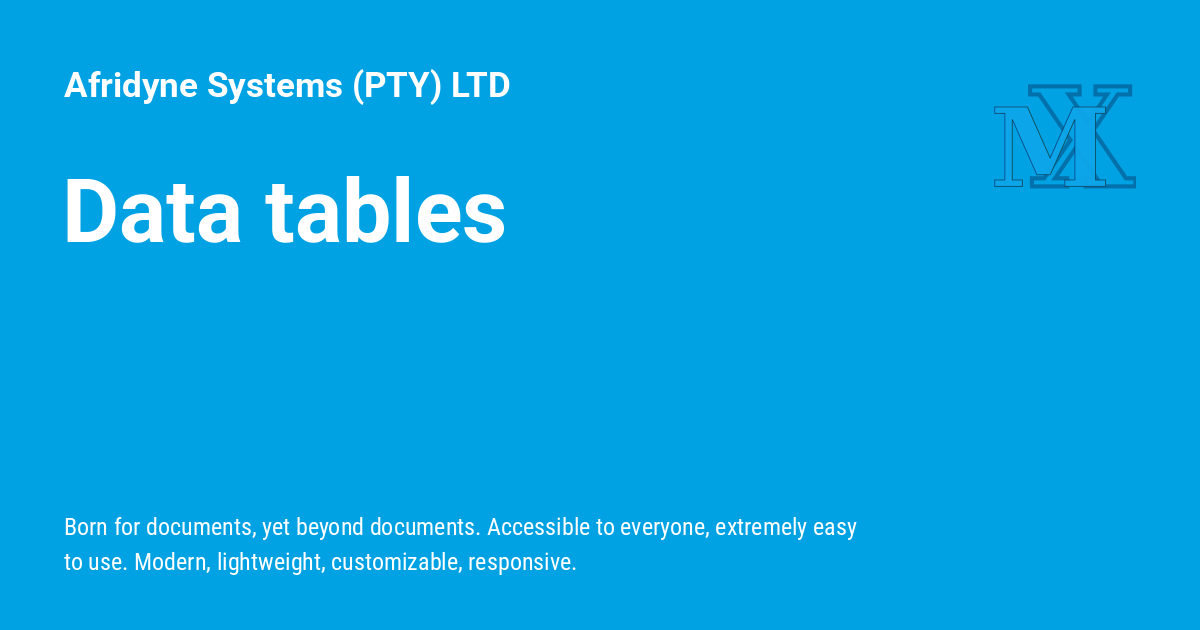 Afridyne Systems (PTY) LTD
MX
Data tables
Born for documents, yet beyond documents. Accessible to everyone, extremely easy
to use. Modern, lightweight, customizable, responsive.